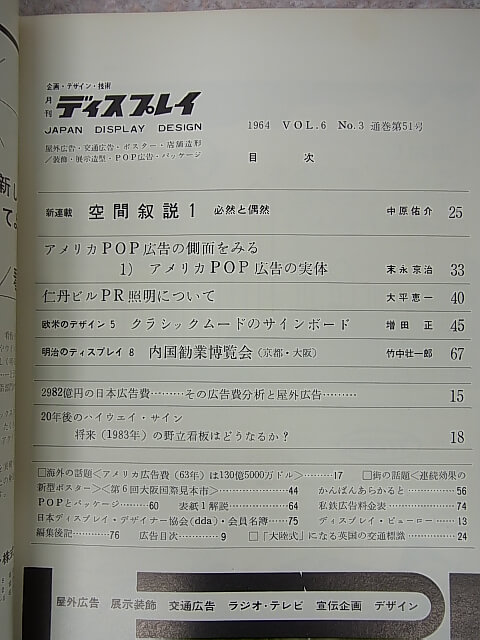 企画・デザイン・技術
月刊 ディスプレイ
JAPAN DISPLAY DESIGN
1964 VOL.6 No.3 通巻第51号
屋外広告・交通広告・ポスター・店舗造形
/装飾・展示造型・POP広告・パッケージ
目 次
新連載 空間叙説1 必然と偶然 中原佑介 25
アメリカPOP広告の側面をみる
1) アメリカPOP広告の実体 末永京治 33
仁丹ビルPR照明について 大平恵一 40
欧米のデザイン5 クラシックムードのサインボード 増田 正 45
明治のディスプレイ8 内国勧業博覧会(京都・大阪) 竹中壮一郎 67
2982億円の日本広告費………その広告費分析と屋外広告……… 15
20年後のハイウエイ・サイン
将来(1983年)の野立看板はどうなるか? 18
□海外の話題<アメリカ広告費(63年)は130億5000万ドル>………17 □街の話題<連続効果の
新型ポスター><第6回大阪国際見本市>………44 かんばんあらかると………56
POPとパッケージ………60 表紙1解説………64 私鉄広告料金表………74
日本ディスプレイ・デザイナー協会(dda)・会員名簿……75 ディスプレイ・ビューロー……13
編集後記………76 広告目次………9 □「大陸式」になる英国の交通標識………24
屋外広告 展示装飾 交通広告 ラジオ・テレビ 宣伝企画 デザイン